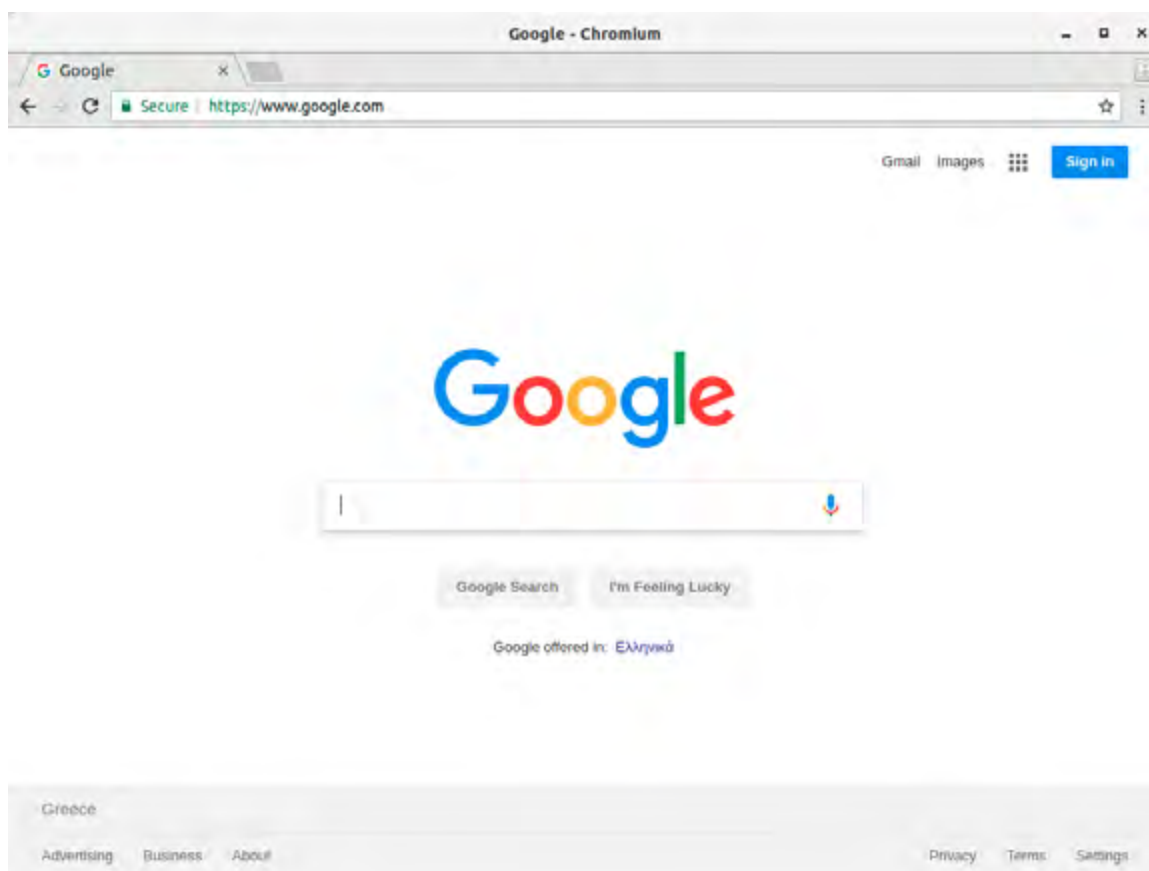 Google - Chromium
Google
Secure https://www.google.com
Gmail Images Sign in
Google
Google Search I'm Feeling Lucky
Google offered in: Ελληνικά
Greece
Advertising Business About Privacy Terms Settings